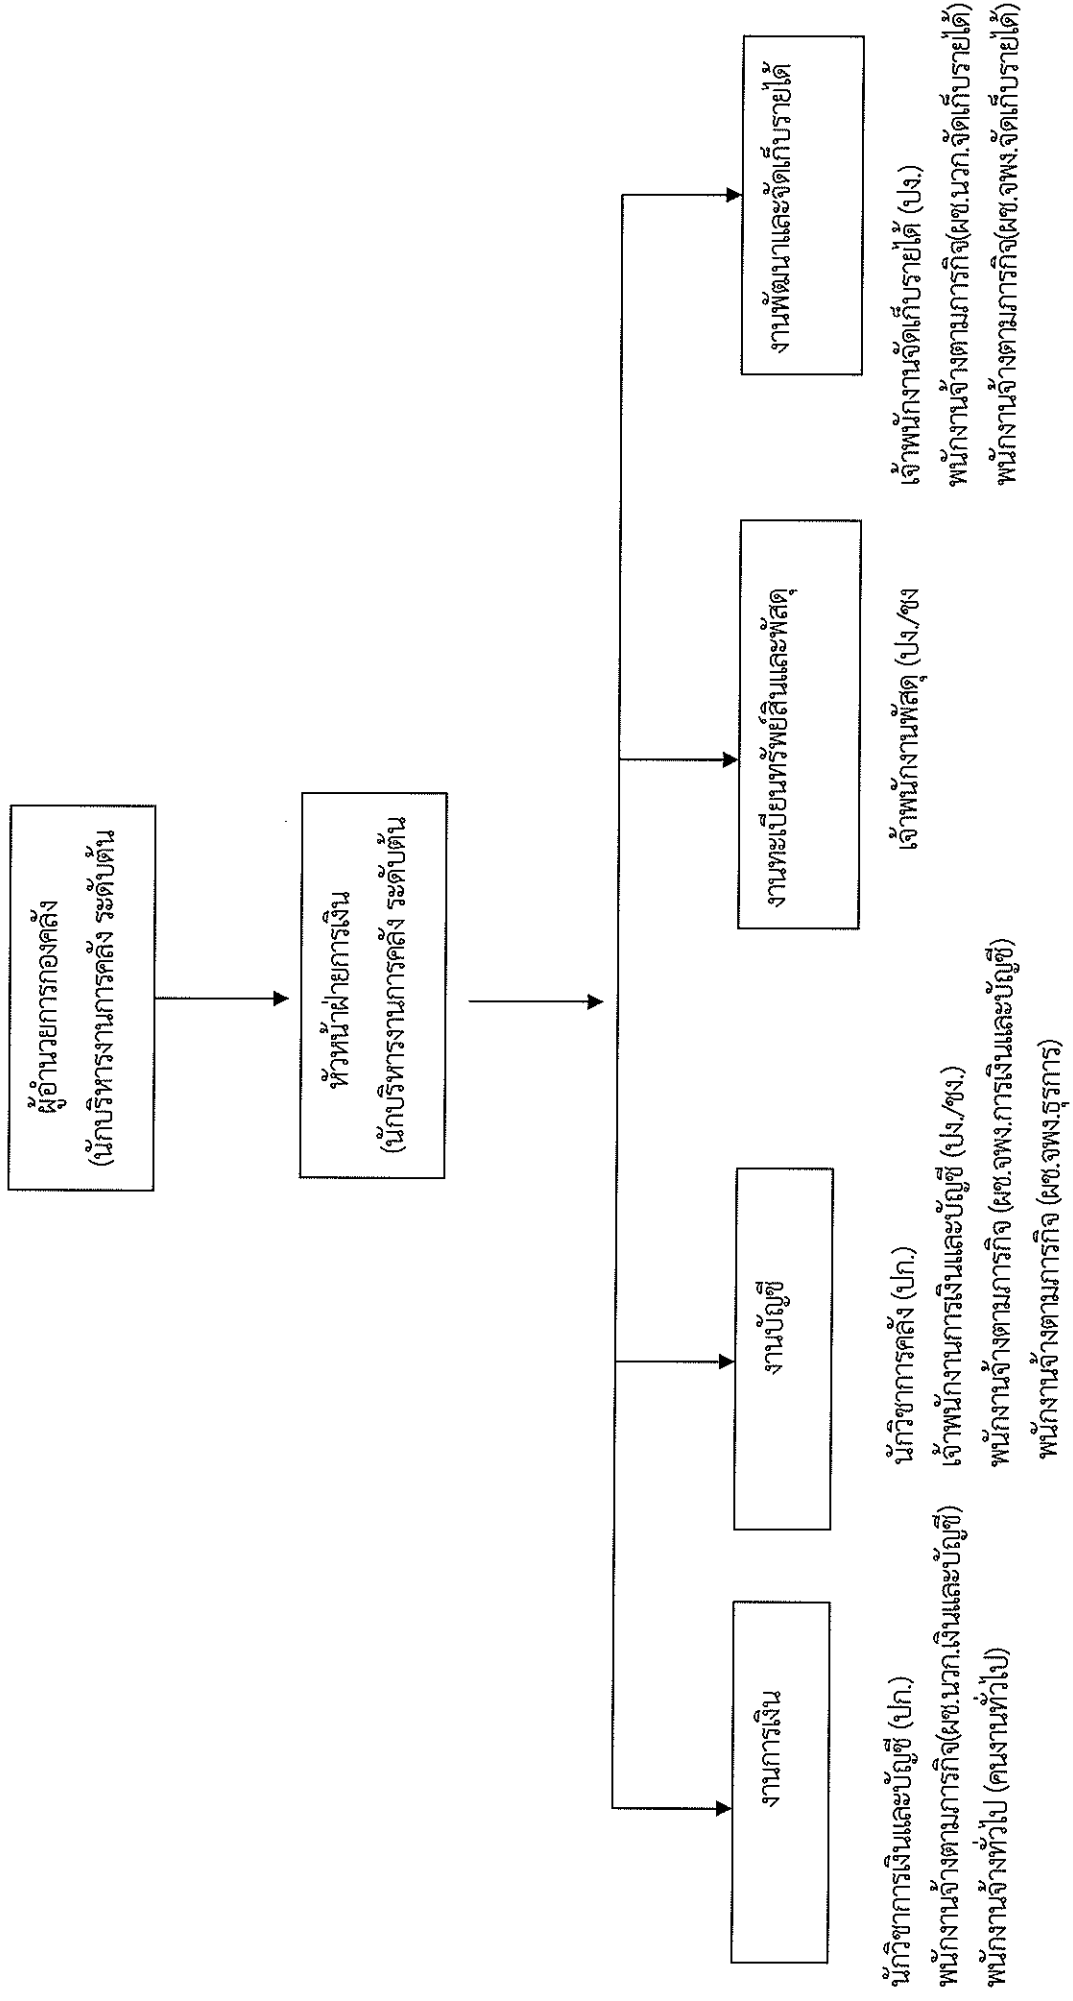 ผู้อำนวยการกองคลัง
(นักบริหารงานการคลัง ระดับต้น
หัวหน้าฝ่ายการเงิน
(นักบริหารงานการคลัง ระดับต้น
งานการเงิน
นักวิชาการเงินและบัญชี (ปก.)
พนักงานจ้างตามภารกิจ(ผช.นวก.เงินและบัญชี)
พนักงานจ้างทั่วไป (คนงานทั่วไป)
งานบัญชี
นักวิชาการคลัง (ปก.)
เจ้าพนักงานการเงินและบัญชี (ปง./ชง.)
พนักงานจ้างตามภารกิจ (ผช.จพง.การเงินและบัญชี)
พนักงานจ้างตามภารกิจ (ผช.จพง.ธุรการ)
งานทะเบียนทรัพย์สินและพัสดุ
เจ้าพนักงานพัสดุ (ปง./ชง
งานพัฒนาและจัดเก็บรายได้
เจ้าพนักงานจัดเก็บรายได้ (ปง.)
พนักงานจ้างตามภารกิจ(ผช.นวก.จัดเก็บรายได้)
พนักงานจ้างตามภารกิจ(ผช.จพง.จัดเก็บรายได้)